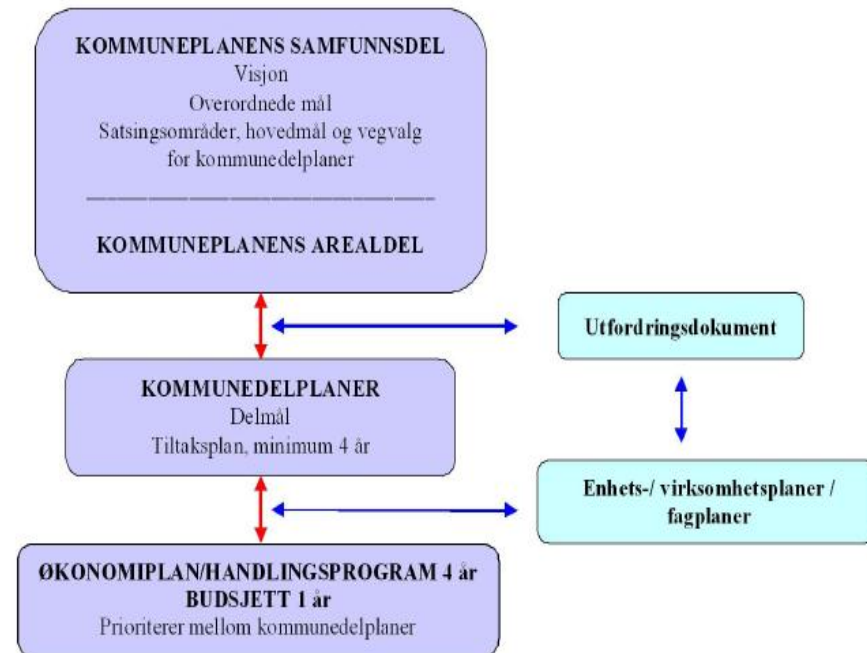 KOMMUNEPLANENS SAMFUNNSDEL
Visjon
Overordnede mål
Satsingsområder, hovedmål og vegvalg
for kommunedelplaner
KOMMUNEPLANENS AREALDEL
Utfordringsdokument
KOMMUNEDELPLANER
Delmål
Tiltaksplan, minimum 4 år
Enhets-/ virksomhetsplaner /
fagplaner
ØKONOMIPLAN/HANDLINGSPROGRAM 4 år
BUDSJETT 1 år
Prioriterer mellom kommunedelplaner